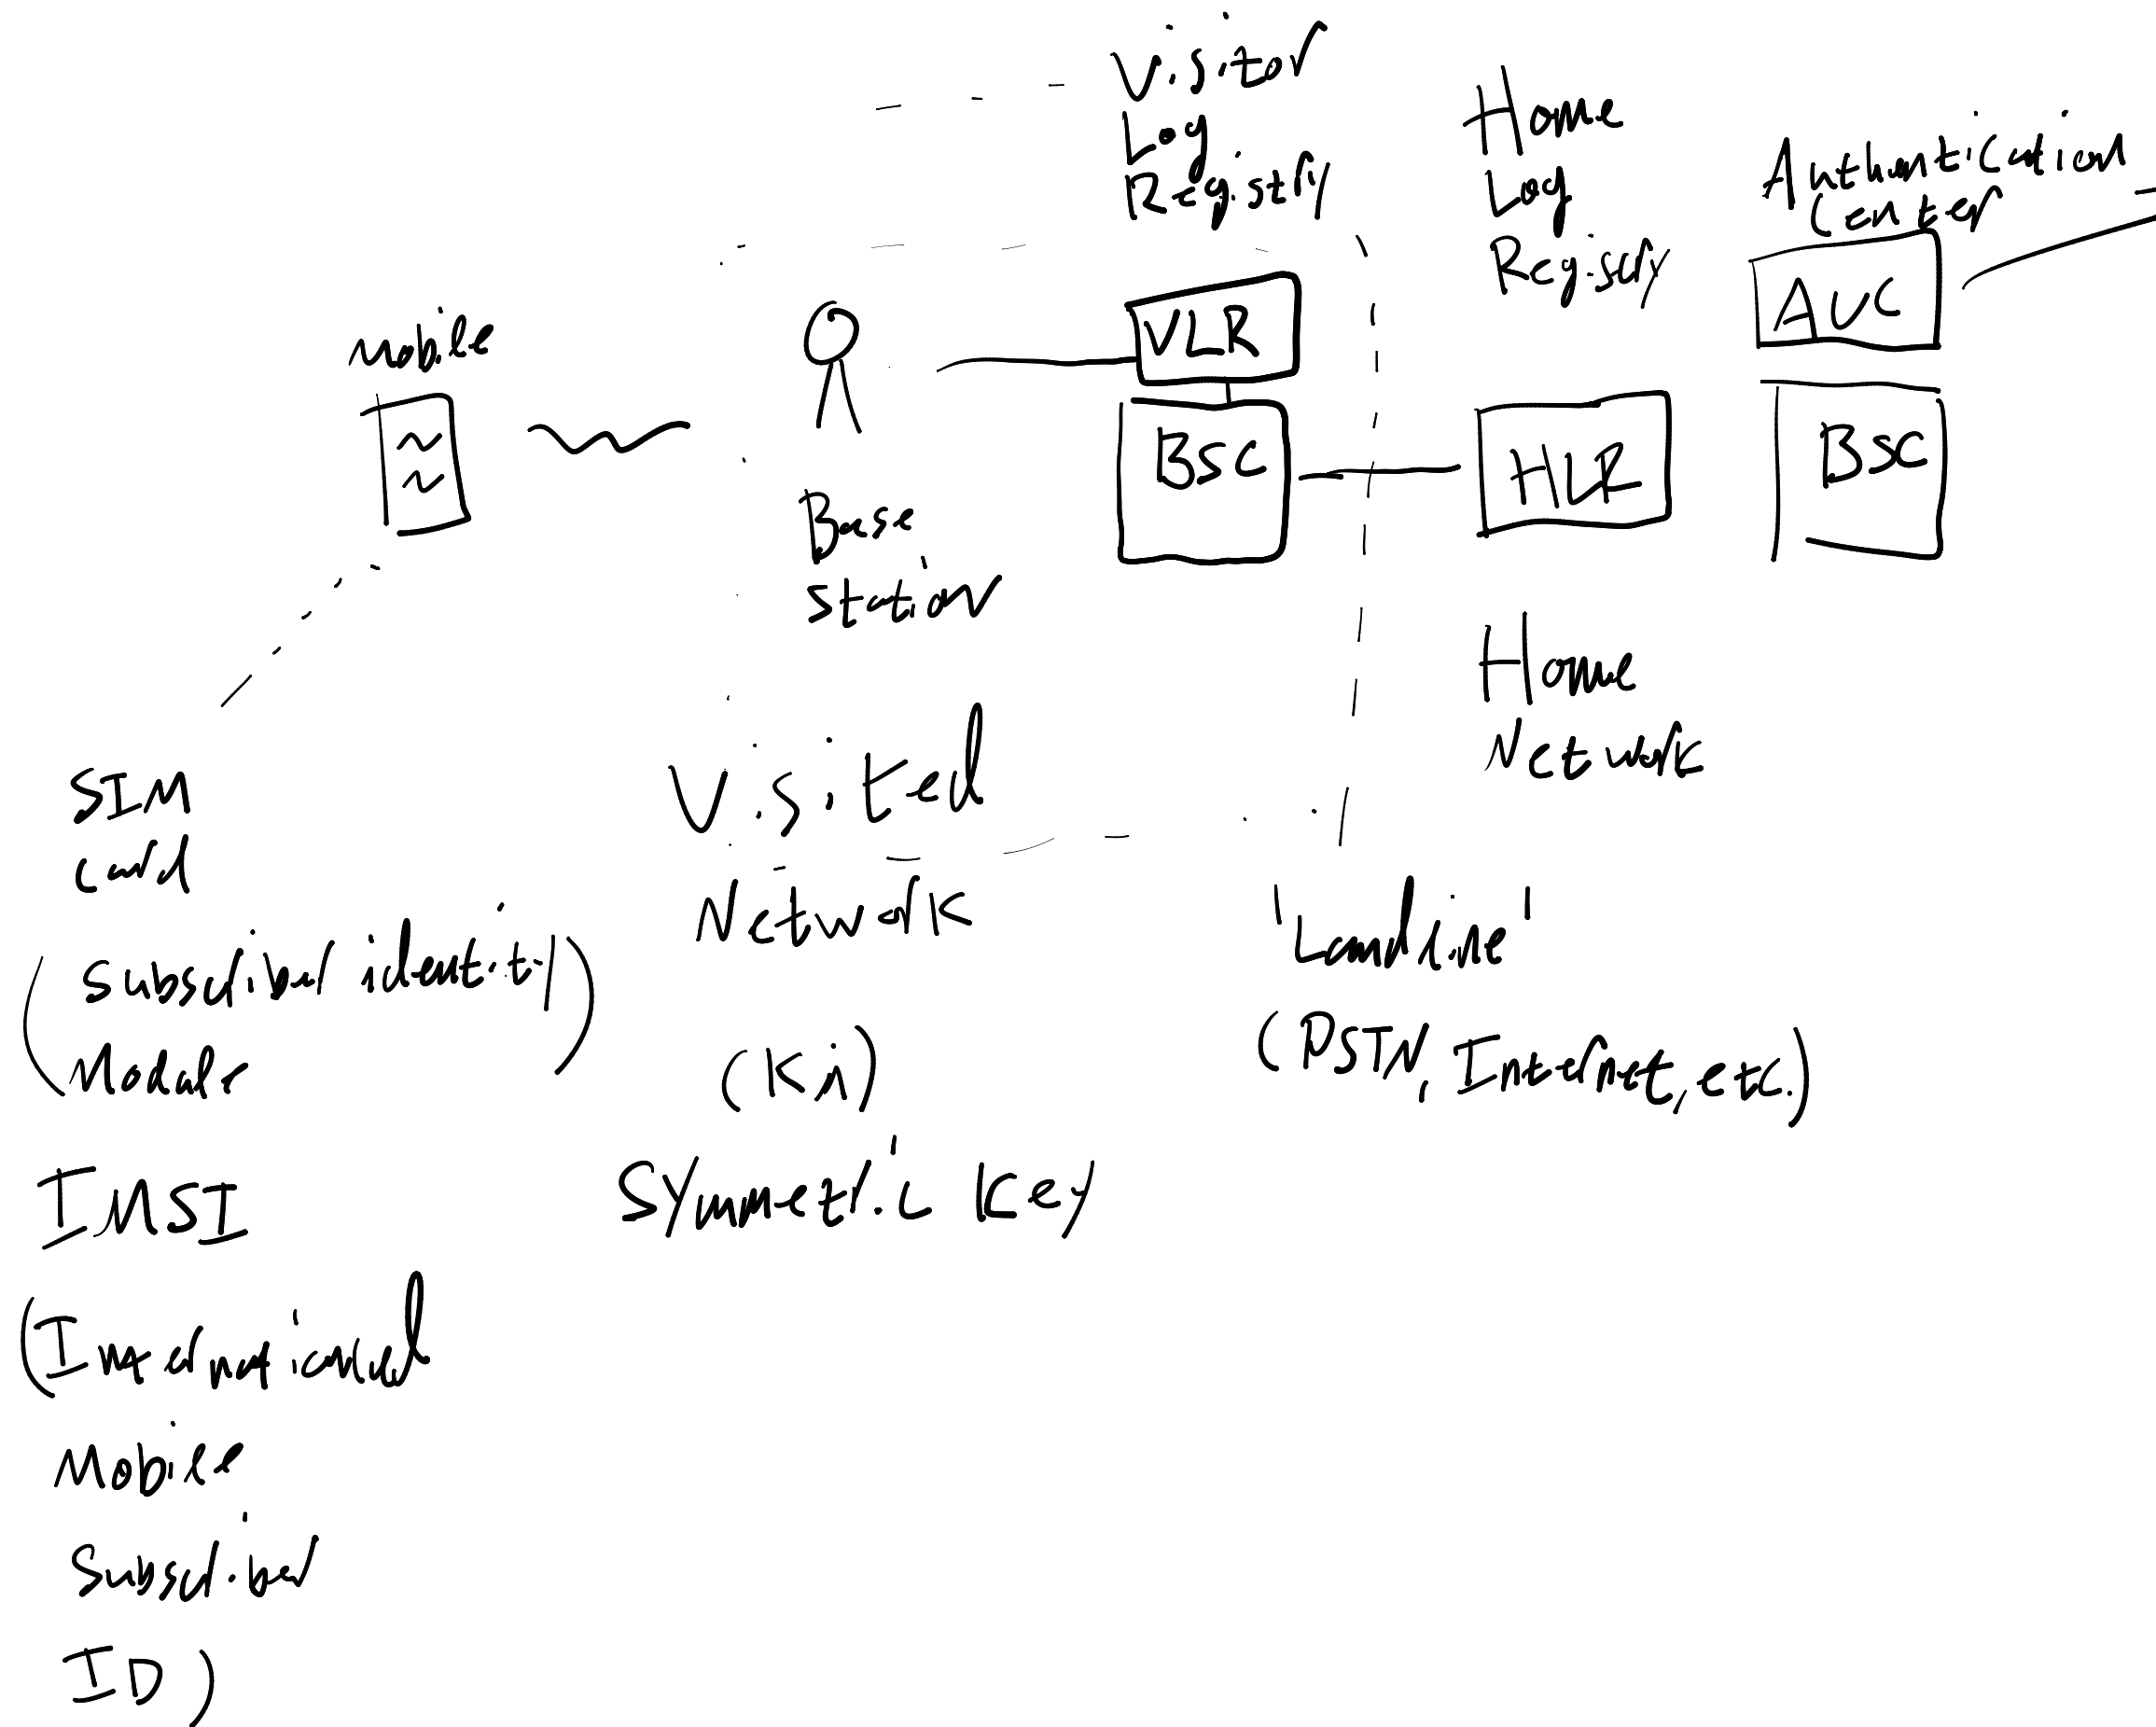 Visitor
Log
Registry
Home
Log
Registry
Authentication
Center
mobile
VLR
AUC
BSC
HLR
BSC
Base
station
Home
Network
SIM
card
Visited
Network
'Landline'
(PSTN, Internet, etc.)
(Subscriber identity
Module)
(Ki)
Symmetric Key
IMSI
(International
Mobile
Subscriber
ID)